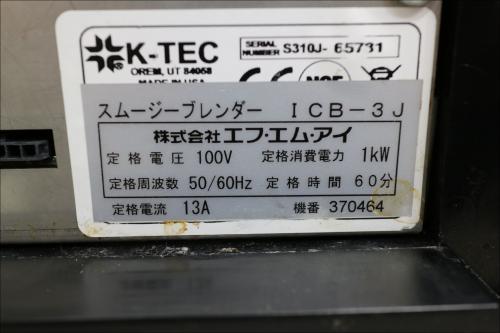 K-TEC
OREM, UT 84058
MADE IN USA
SERIAL NUMBER S310J- 65731
スムージーブレンダー ICB-3J
株式会社エフ・エム・アイ
定格電圧 100V 定格消費電力 1kW
定格周波数 50/60Hz 定格時間 60分
定格電流 13A 機番 370464